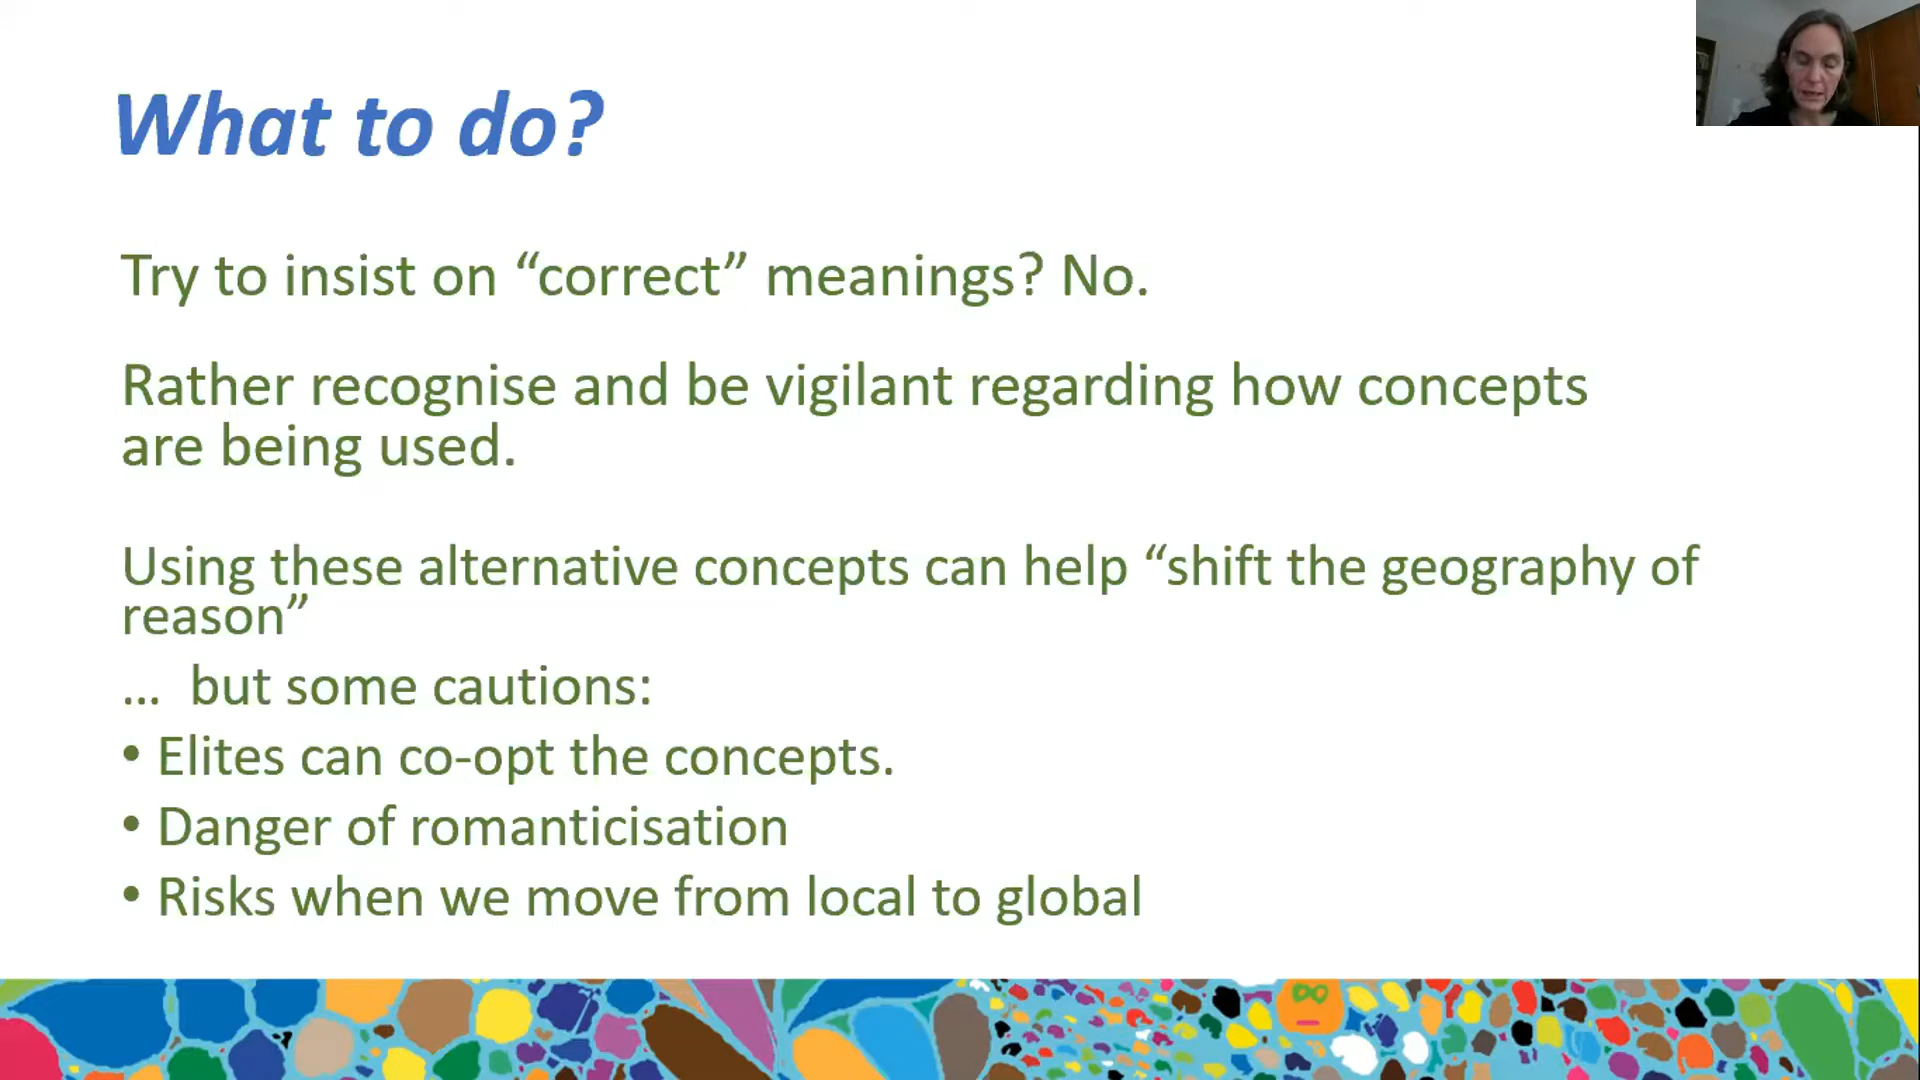 What to do?
Try to insist on “correct” meanings? No.
Rather recognise and be vigilant regarding how concepts
are being used.
Using these alternative concepts can help “shift the geography of
reason”
... but some cautions:
• Elites can co-opt the concepts.
• Danger of romanticisation
• Risks when we move from local to global